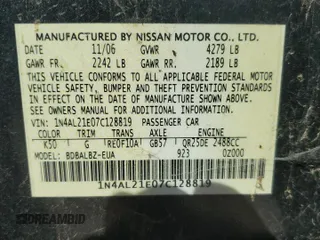 MANUFACTURED BY NISSAN MOTOR CO., LTD.
DATE 11/06 GVWR 4279 LB
GAWR FR 2242 LB GAWR RR 2189 LB
THIS VEHICLE CONFORMS TO ALL APPLICABLE FEDERAL MOTOR
VEHICLE SAFETY, BUMPER AND THEFT PREVENTION STANDARDS
IN EFFECT ON THE DATE OF MANUFACTURE SHOWN ABOVE. SEE
OWNERS MANUAL FOR ADDITIONAL INFORMATION.
VIN: 1N4AL21E07C128819 PASSENGER CAR
COLOR TRIM TRANS AXLE ENGINE
K50 G RE0F10A GB57 QR25DE 2488CC
MODEL: BDBALBZ-EUA 923 0Z000
1N4AL21E07C128819
DREAMBID